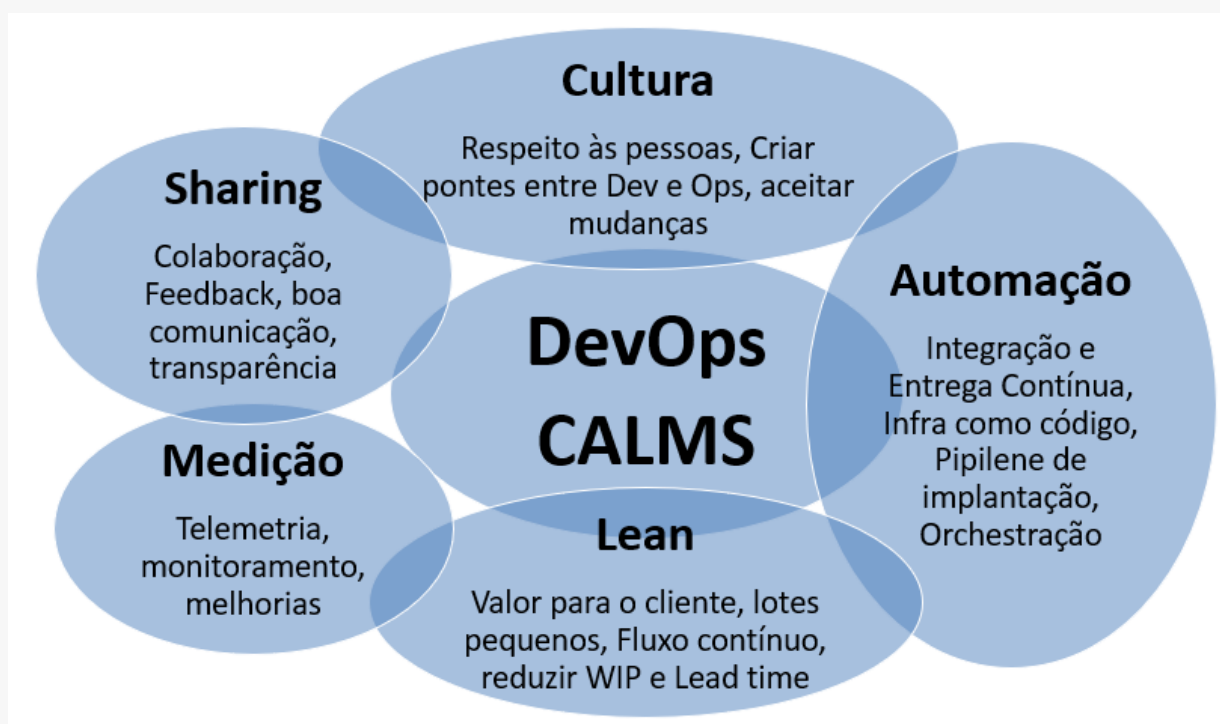 Cultura
Respeito às pessoas, Criar
pontes entre Dev e Ops, aceitar
mudanças
Sharing
Colaboração,
Feedback, boa
comunicação,
transparência
Automação
Integração e
Entrega Contínua,
Infra como código,
Pipilene de
implantação,
Orchestração
DevOps
CALMS
Medição
Telemetria,
monitoramento,
melhorias
Lean
Valor para o cliente, lotes
pequenos, Fluxo contínuo,
reduzir WIP e Lead time